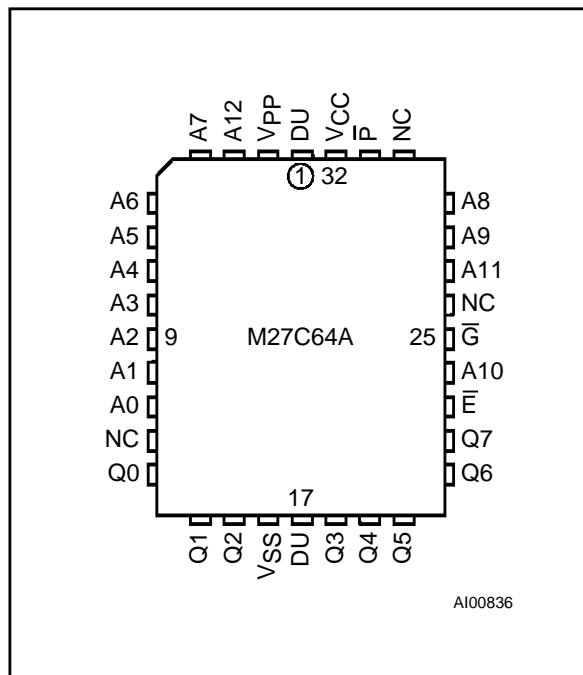 A7 A12 VPP DU VCC P̅ NC
1 32
A6 A8
A5 A9
A4 A11
A3 NC
A2 9 M27C64A 25 G̅
A1 A10
A0 E̅
NC Q7
Q0 Q6
17
Q1 Q2 VSS DU Q3 Q4 Q5
AI00836